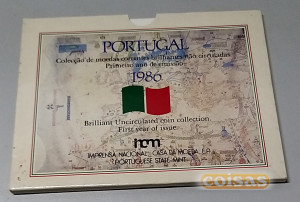 PORTUGAL
Colecção de moedas correntes brilhantes não circuladas
Primeiro ano de emissão
1986
Brilliant Uncirculated coin collection
First year of issue
incm
IMPRENSA NACIONAL-CASA DA MOEDA, E.P.
PORTUGUESE STATE MINT
coisas